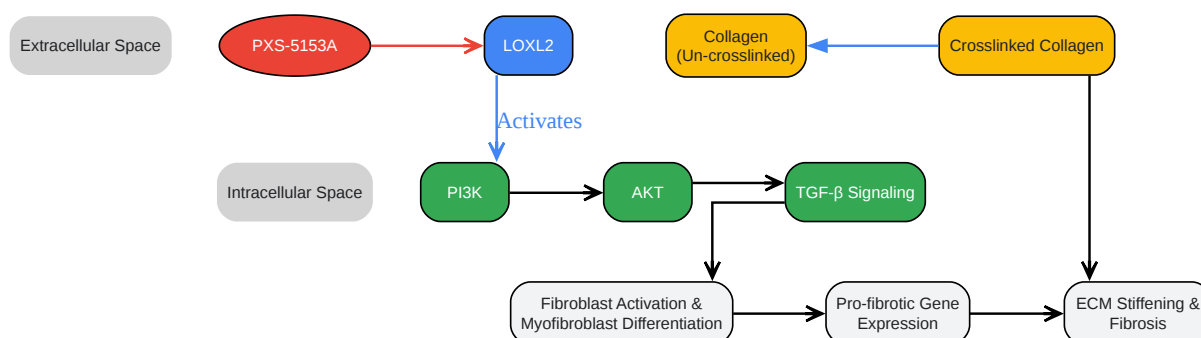 Extracellular Space
PXS-5153A
LOXL2
Collagen
(Un-crosslinked)
Crosslinked Collagen
Activates
Intracellular Space
PI3K
AKT
TGF-β Signaling
Fibroblast Activation &
Myofibroblast Differentiation
Pro-fibrotic Gene
Expression
ECM Stiffening &
Fibrosis